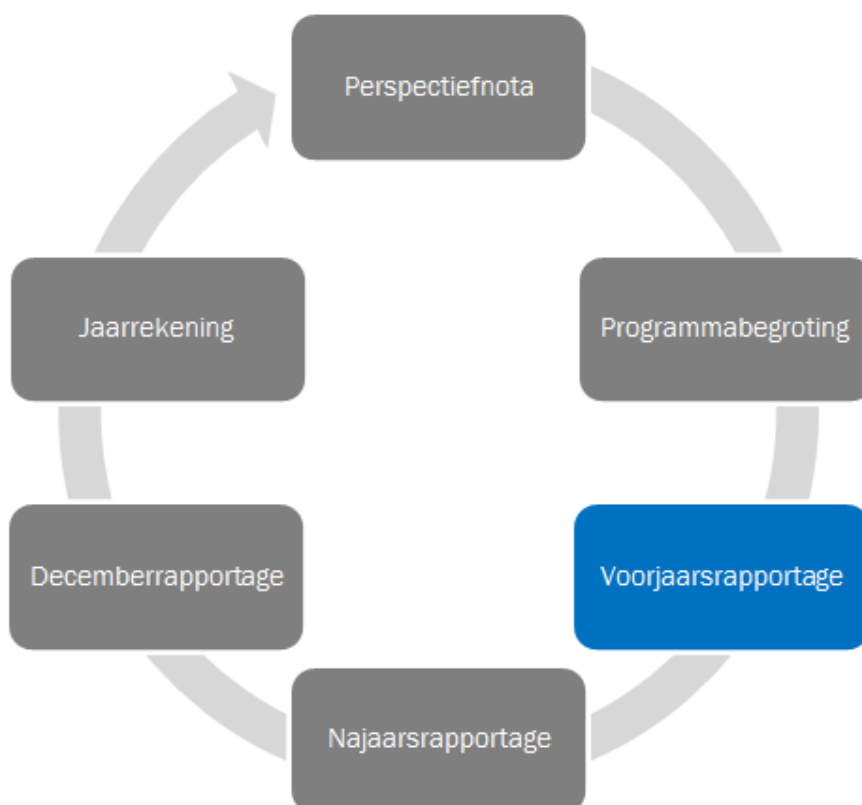 Perspectiefnota
Programmabegroting
Voorjaarsrapportage
Najaarsrapportage
Decemberrapportage
Jaarrekening